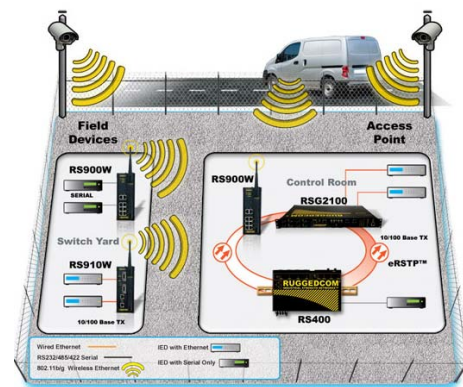 Field
Devices
Access
Point
RS900W
SERIAL
Switch Yard
RS910W
10/100 Base TX
RS900W
Control Room
RSG2100
10/100 Base TX
eRSTP™
RUGGEDCOM
RS400
Wired Ethernet
RS232/485/422 Serial
802.11b/g Wireless Ethernet
IED with Ethernet
IED with Serial Only